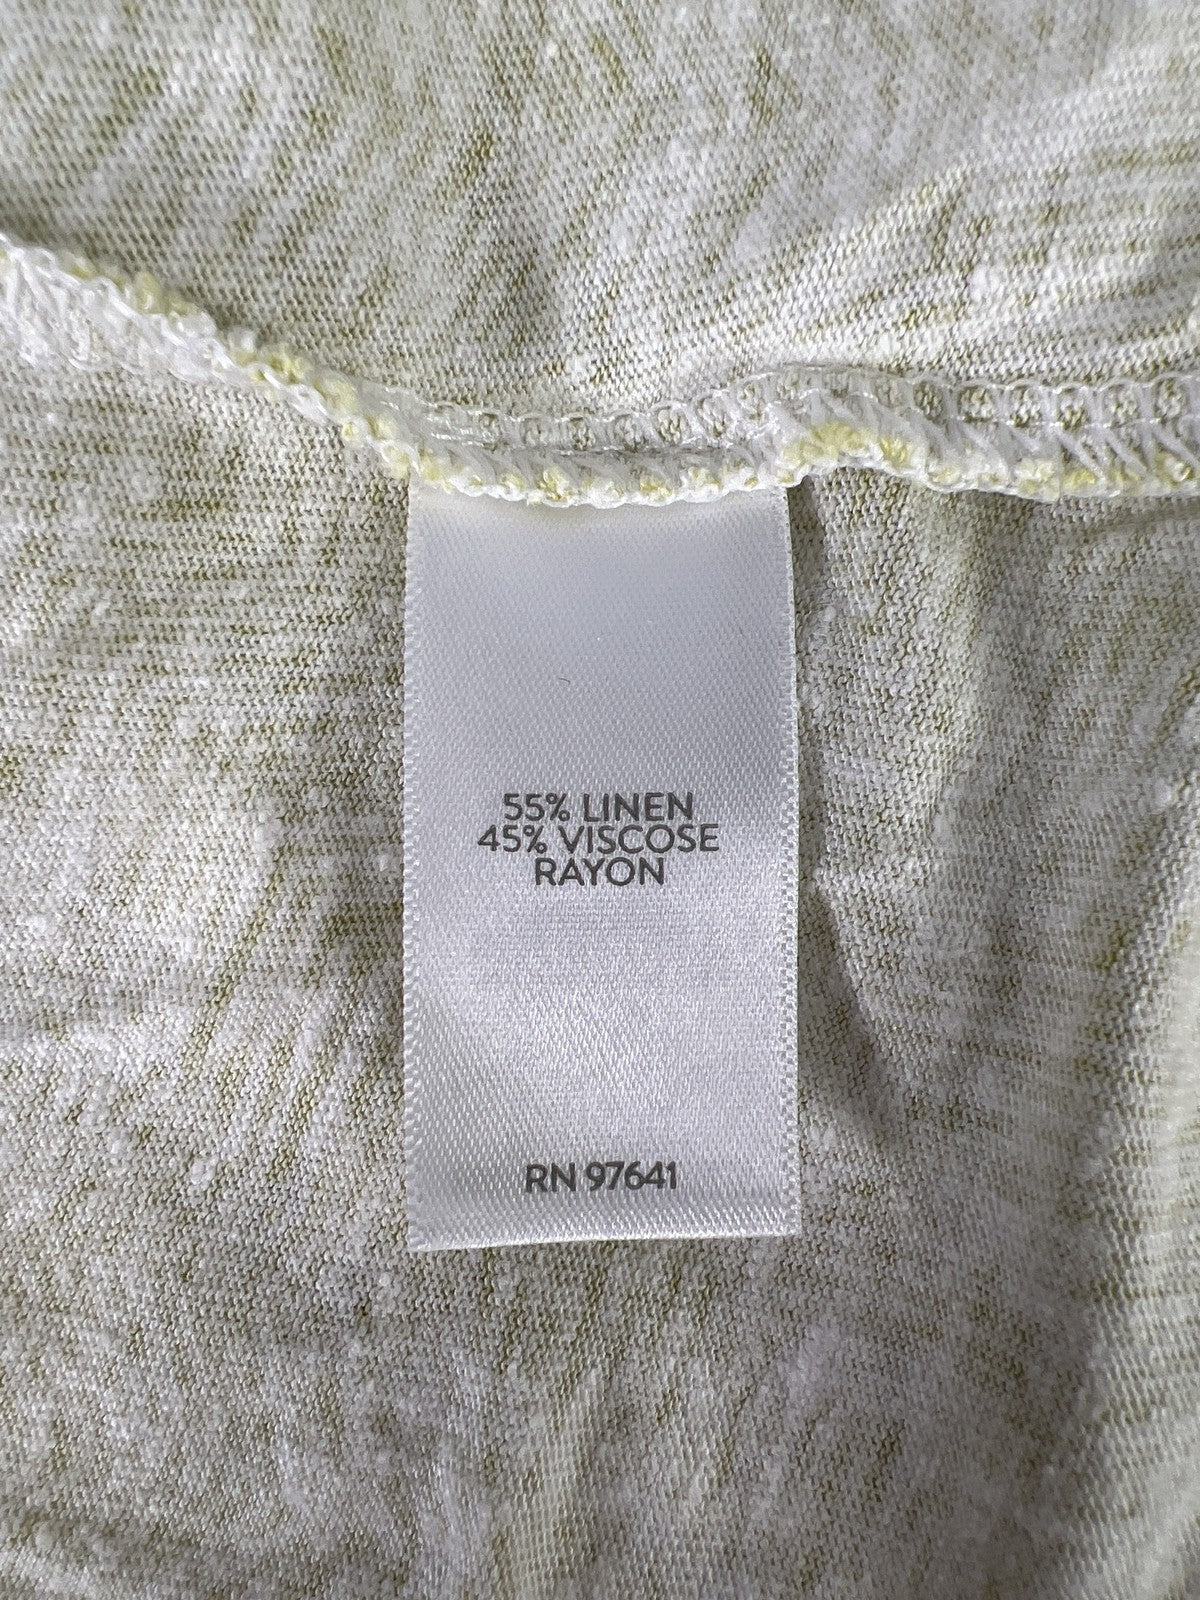 55% LINEN
45% VISCOSE
RAYON
RN 97641